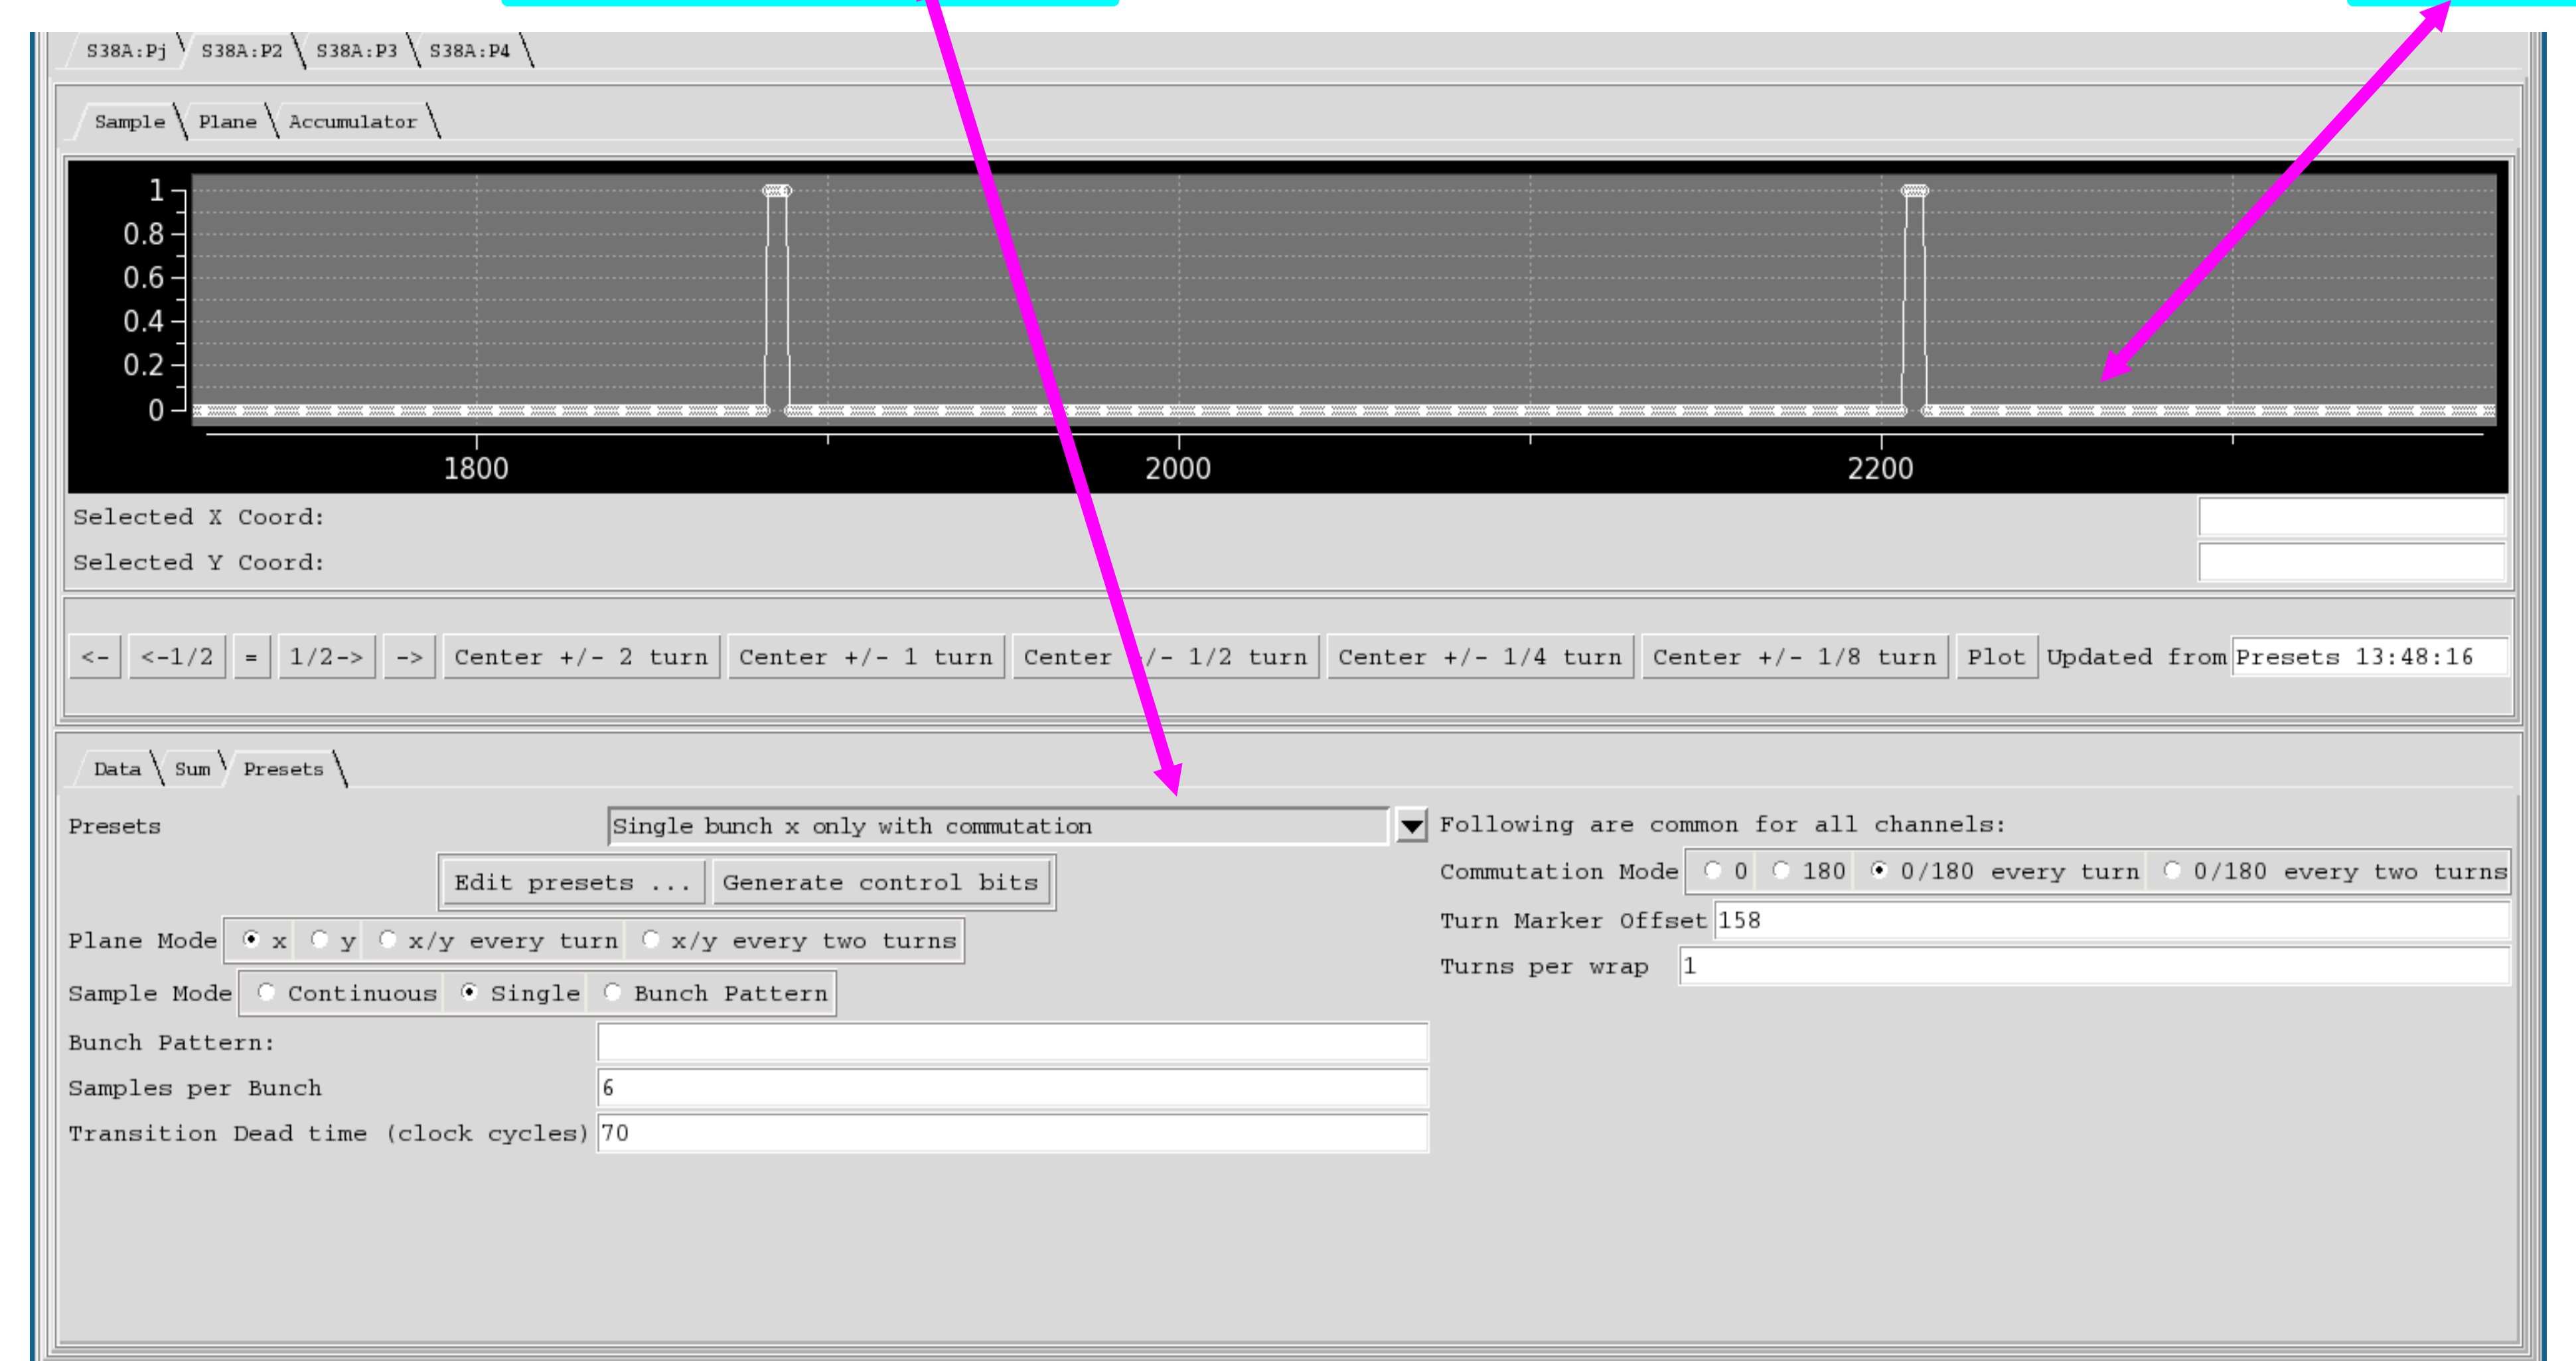 S38A:Pj S38A:P2 S38A:P3 S38A:P4
Sample Plane Accumulator
1
0.8
0.6
0.4
0.2
0
1800 2000 2200
Selected X Coord:
Selected Y Coord:
<- <-1/2 = 1/2-> -> Center +/- 2 turn Center +/- 1 turn Center /- 1/2 turn Center +/- 1/4 turn Center +/- 1/8 turn Plot Updated from Presets 13:48:16
Data Sum Presets
Presets Single bunch x only with commutation Following are common for all channels:
Edit presets ... Generate control bits
Commutation Mode 0 180 0/180 every turn 0/180 every two turns
Turn Marker Offset 158
Plane Mode x y x/y every turn x/y every two turns
Turns per wrap 1
Sample Mode Continuous Single Bunch Pattern
Bunch Pattern:
Samples per Bunch 6
Transition Dead time (clock cycles) 70